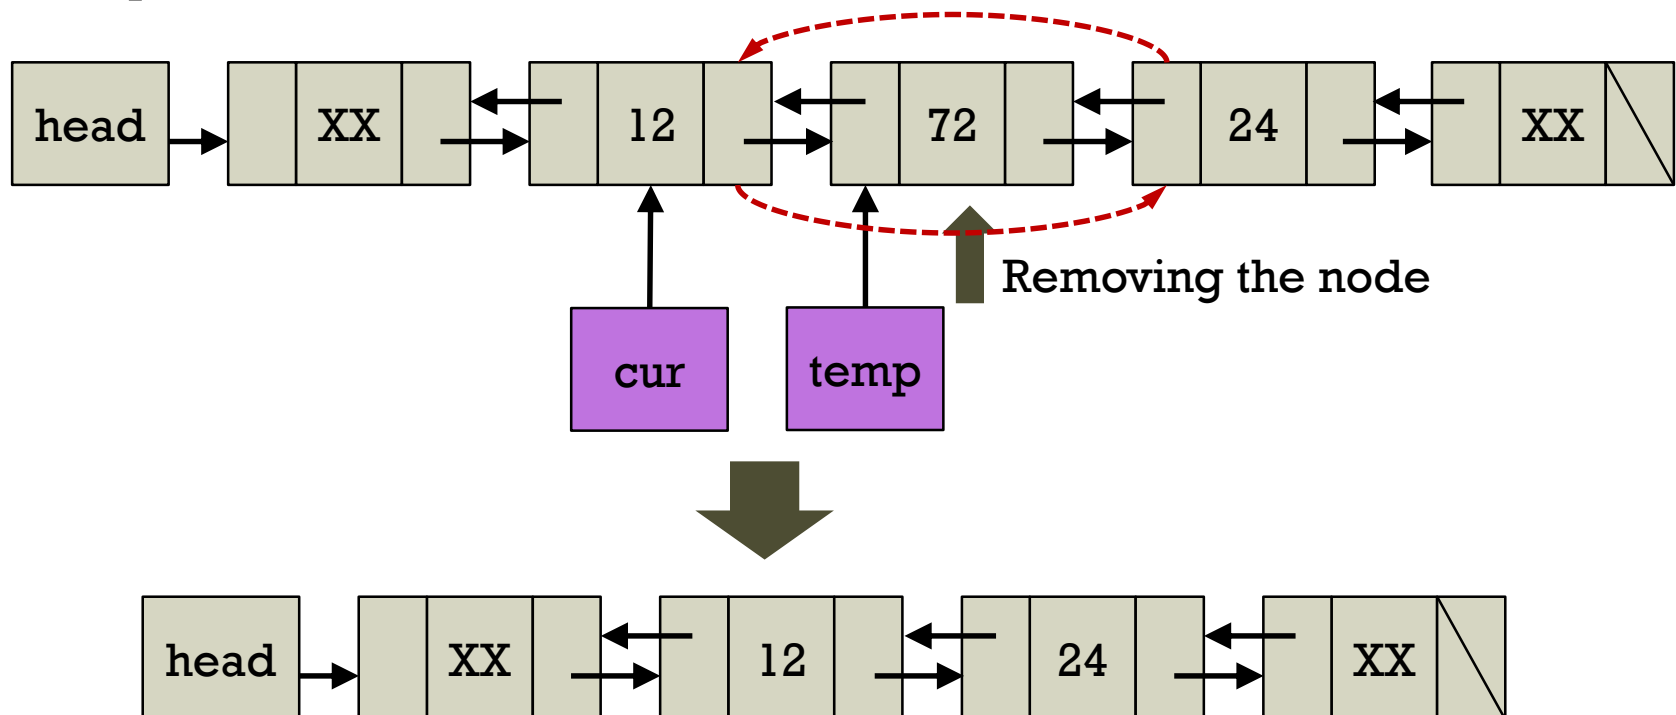 head XX 12 72 24 XX
Removing the node
cur temp
head XX 12 24 XX